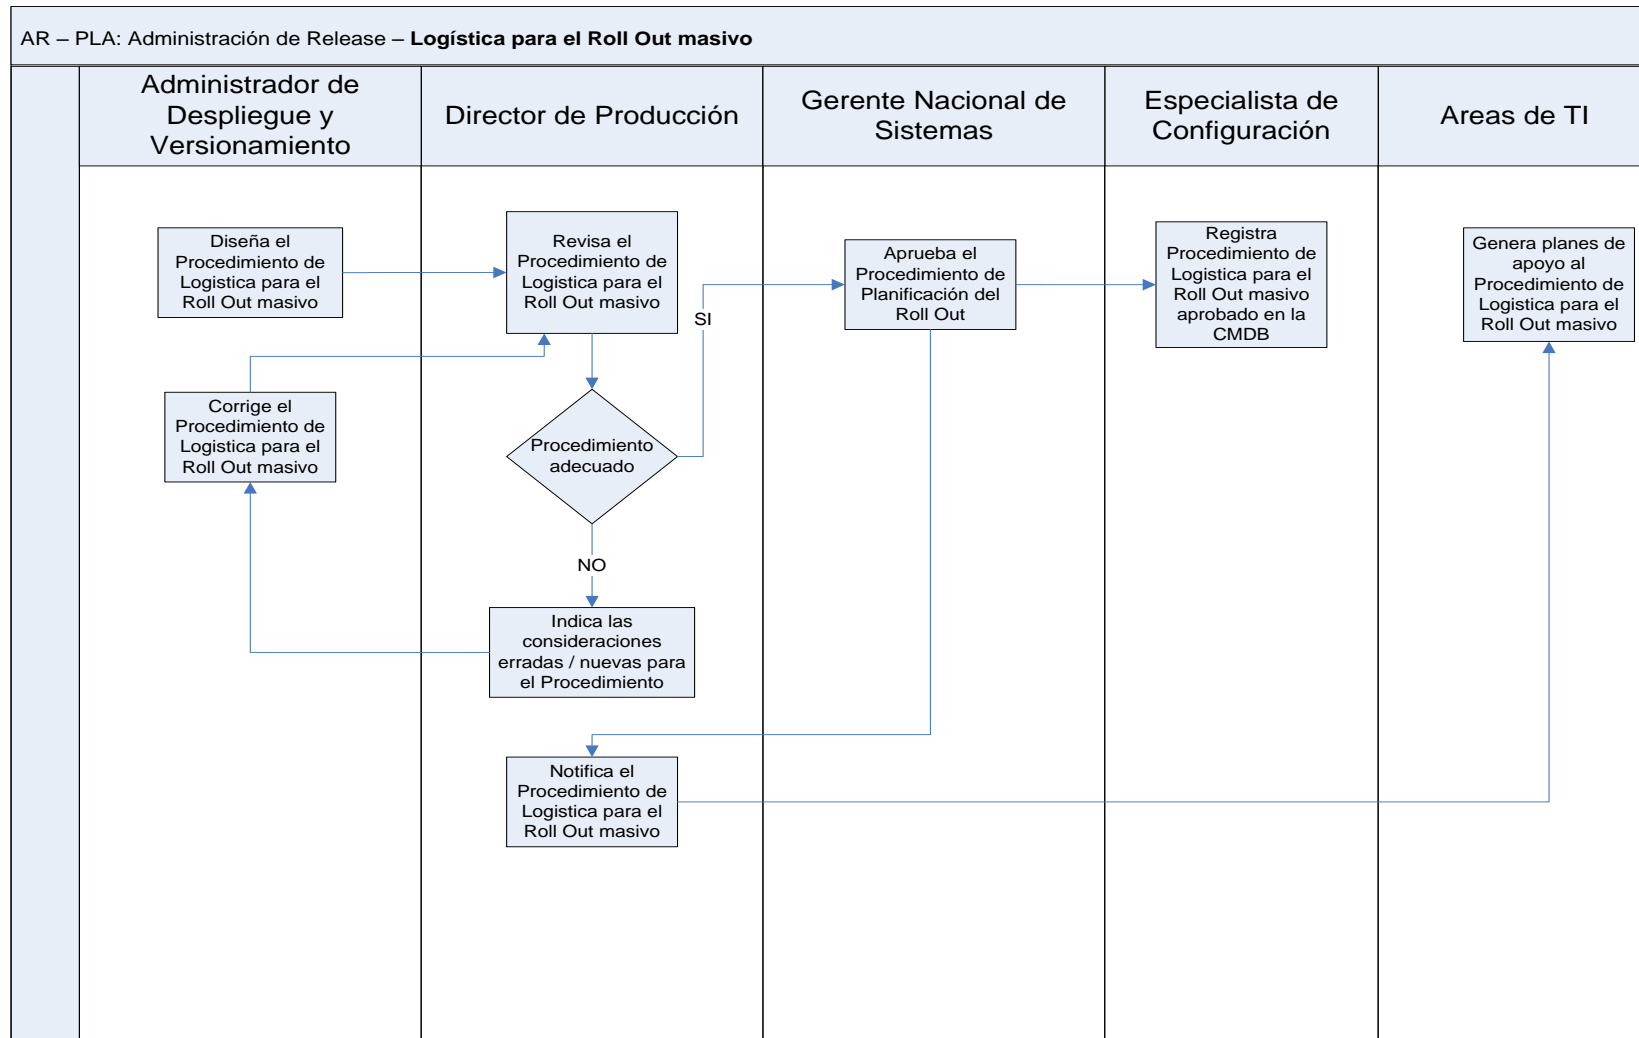 AR – PLA: Administración de Release – Logística para el Roll Out masivo
Administrador de
Despliegue y
Versionamiento
Director de Producción
Gerente Nacional de
Sistemas
Especialista de
Configuración
Areas de TI
Diseña el
Procedimiento de
Logistica para el
Roll Out masivo
Revisa el
Procedimiento de
Logistica para el
Roll Out masivo
Aprueba el
Procedimiento de
Planificación del
Roll Out
Registra
Procedimiento de
Logistica para el
Roll Out masivo
aprobado en la
CMDB
Genera planes de
apoyo al
Procedimiento de
Logistica para el
Roll Out masivo
SI
Corrige el
Procedimiento de
Logistica para el
Roll Out masivo
Procedimiento
adecuado
NO
Indica las
consideraciones
erradas / nuevas para
el Procedimiento
Notifica el
Procedimiento de
Logistica para el
Roll Out masivo